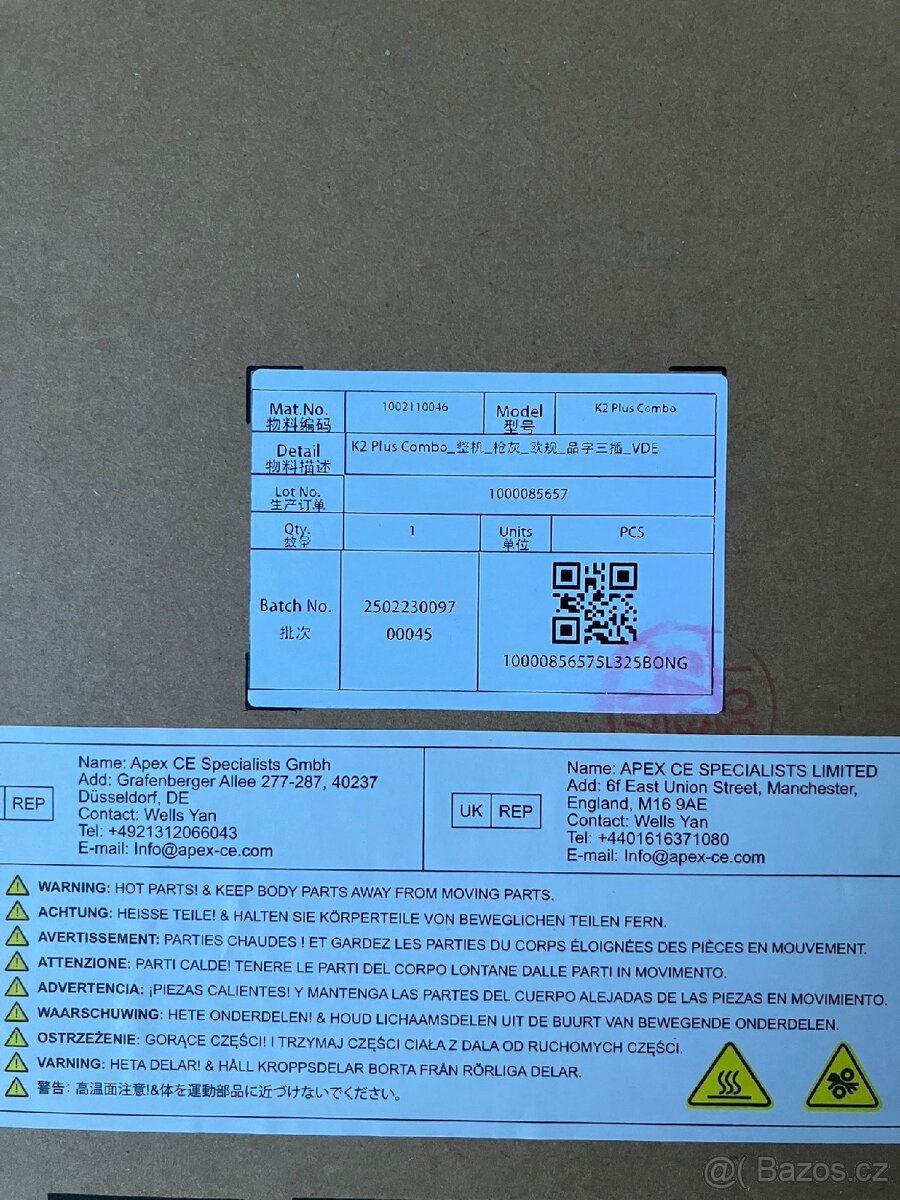 Mat.No. 1002110046 Model K2 Plus Combo
物料编码 型号
Detail K2 Plus Combo_整机_枪灰_欧规_品字三插_VDE
物料描述
Lot No. 1000085657
生产订单
Qty. 1 Units PCS
数量 单位
Batch No. 2502230097
批次 00045
10000856575L325BONG
REP
Name: Apex CE Specialists Gmbh
Add: Grafenberger Allee 277-287, 40237
Düsseldorf, DE
Contact: Wells Yan
Tel: +4921312066043
E-mail: Info@apex-ce.com
UK REP
Name: APEX CE SPECIALISTS LIMITED
Add: 6f East Union Street, Manchester,
England, M16 9AE
Contact: Wells Yan
Tel: +4401616371080
E-mail: Info@apex-ce.com
WARNING: HOT PARTS! & KEEP BODY PARTS AWAY FROM MOVING PARTS.
ACHTUNG: HEISSE TEILE! & HALTEN SIE KÖRPERTEILE VON BEWEGLICHEN TEILEN FERN.
AVERTISSEMENT: PARTIES CHAUDES ! ET GARDEZ LES PARTIES DU CORPS ÉLOIGNÉES DES PIÈCES EN MOUVEMENT.
ATTENZIONE: PARTI CALDE! TENERE LE PARTI DEL CORPO LONTANE DALLE PARTI IN MOVIMENTO.
ADVERTENCIA: ¡PIEZAS CALIENTES! Y MANTENGA LAS PARTES DEL CUERPO ALEJADAS DE LAS PIEZAS EN MOVIMIENTO.
WAARSCHUWING: HETE ONDERDELEN! & HOUD LICHAAMSDELEN UIT DE BUURT VAN BEWEGENDE ONDERDELEN.
OSTRZEŻENIE: GORĄCE CZĘŚCI! I TRZYMAJ CZĘŚCI CIAŁA Z DALA OD RUCHOMYCH CZĘŚCI.
VARNING: HETA DELAR! & HÅLL KROPPSDELAR BORTA FRÅN RÖRLIGA DELAR.
警告: 高温面注意!&体を運動部品に近づけないでください。
@( Bazos.cz